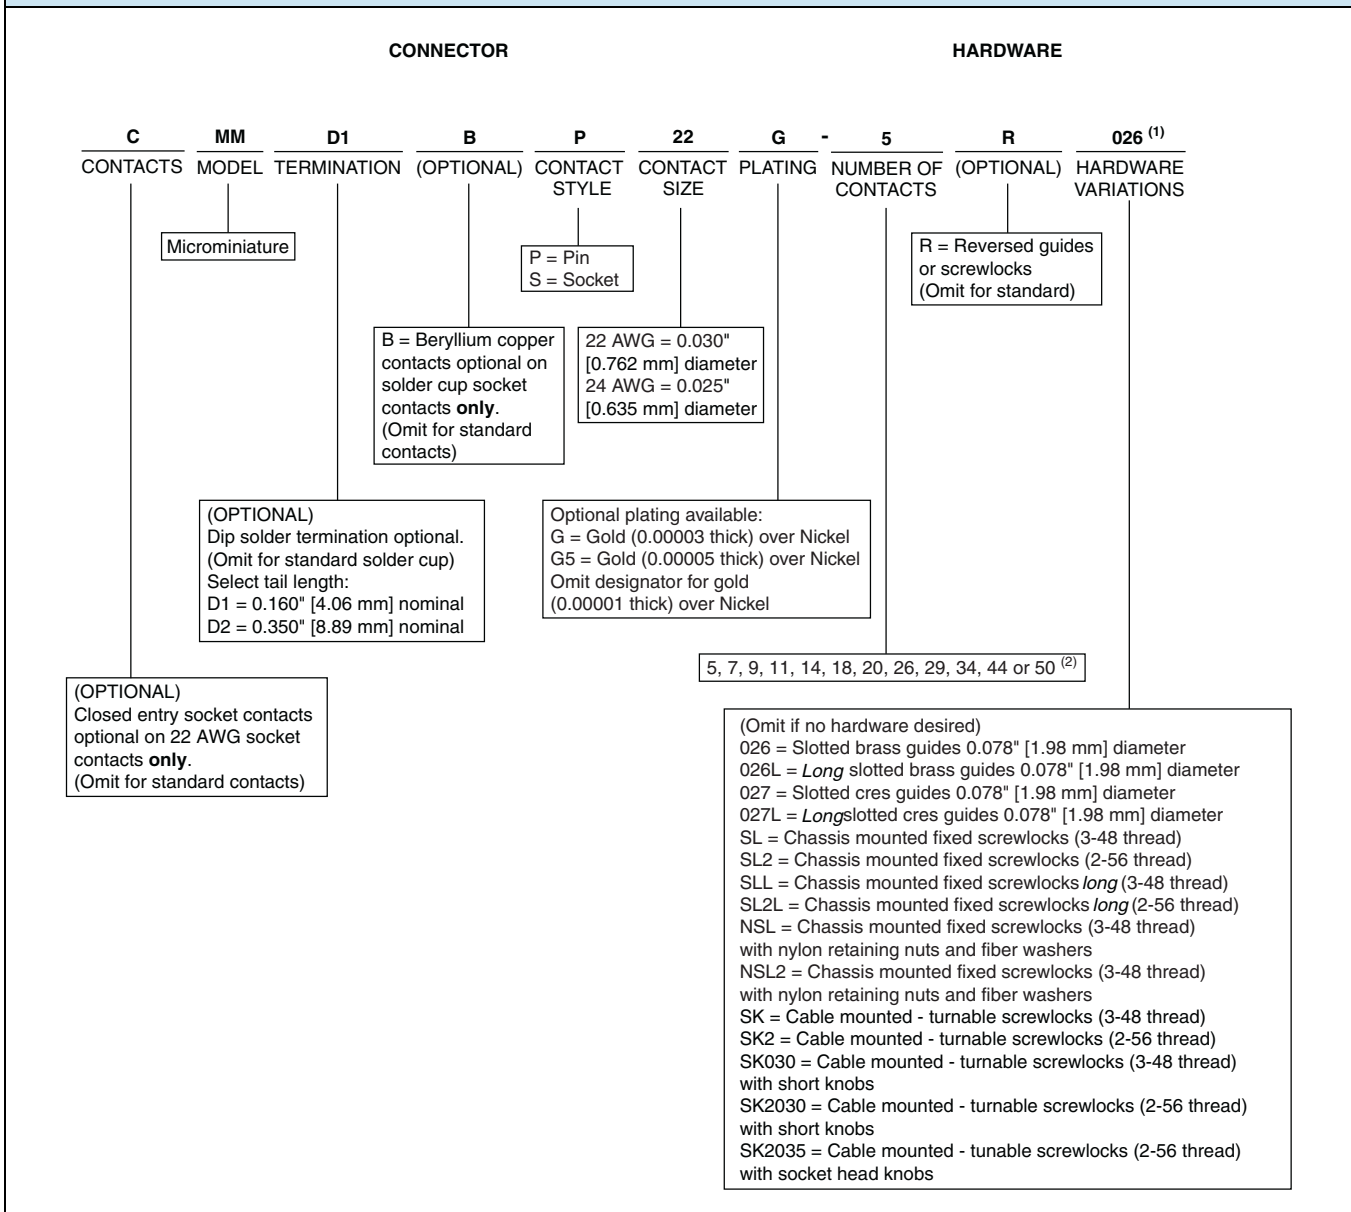 CONNECTOR
HARDWARE
C MM D1 B P 22 G - 5 R 026 (1)
CONTACTS MODEL TERMINATION (OPTIONAL) CONTACT STYLE CONTACT SIZE PLATING NUMBER OF CONTACTS (OPTIONAL) HARDWARE VARIATIONS
Microminiature
P = Pin
S = Socket
R = Reversed guides
or screwlocks
(Omit for standard)
B = Beryllium copper
contacts optional on
solder cup socket
contacts only.
(Omit for standard
contacts)
22 AWG = 0.030"
[0.762 mm] diameter
24 AWG = 0.025"
[0.635 mm] diameter
(OPTIONAL)
Dip solder termination optional.
(Omit for standard solder cup)
Select tail length:
D1 = 0.160" [4.06 mm] nominal
D2 = 0.350" [8.89 mm] nominal
Optional plating available:
G = Gold (0.00003 thick) over Nickel
G5 = Gold (0.00005 thick) over Nickel
Omit designator for gold
(0.00001 thick) over Nickel
5, 7, 9, 11, 14, 18, 20, 26, 29, 34, 44 or 50 (2)
(OPTIONAL)
Closed entry socket contacts
optional on 22 AWG socket
contacts only.
(Omit for standard contacts)
(Omit if no hardware desired)
026 = Slotted brass guides 0.078" [1.98 mm] diameter
026L = Long slotted brass guides 0.078" [1.98 mm] diameter
027 = Slotted cres guides 0.078" [1.98 mm] diameter
027L = Longslotted cres guides 0.078" [1.98 mm] diameter
SL = Chassis mounted fixed screwlocks (3-48 thread)
SL2 = Chassis mounted fixed screwlocks (2-56 thread)
SLL = Chassis mounted fixed screwlocks long (3-48 thread)
SL2L = Chassis mounted fixed screwlocks long (2-56 thread)
NSL = Chassis mounted fixed screwlocks (3-48 thread)
with nylon retaining nuts and fiber washers
NSL2 = Chassis mounted fixed screwlocks (3-48 thread)
with nylon retaining nuts and fiber washers
SK = Cable mounted - turnable screwlocks (3-48 thread)
SK2 = Cable mounted - turnable screwlocks (2-56 thread)
SK030 = Cable mounted - turnable screwlocks (3-48 thread)
with short knobs
SK2030 = Cable mounted - turnable screwlocks (2-56 thread)
with short knobs
SK2035 = Cable mounted - tunable screwlocks (2-56 thread)
with socket head knobs